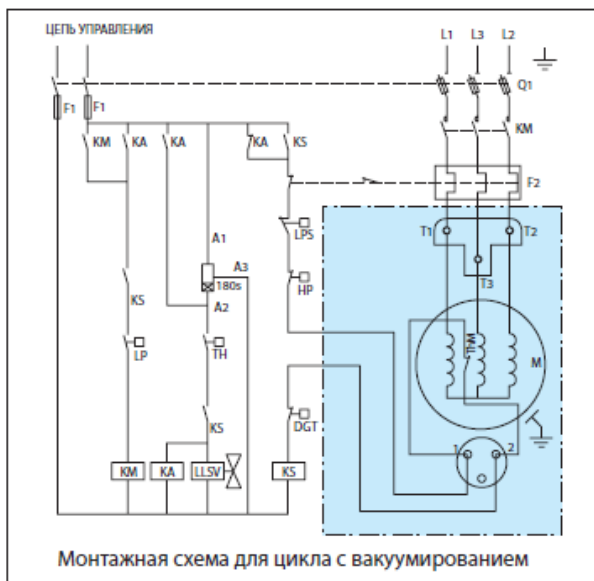 ЦЕПЬ УПРАВЛЕНИЯ
L1 L3 L2
Q1
F1 F1
KM KA KA KA KS KM
F2
LPS
T1 T2
A1
A3
180s
HP
T3
A2
KS
LP TH
THM
M
KS
DGT
1 2
KM KA LLSV KS
Монтажная схема для цикла с вакуумированием